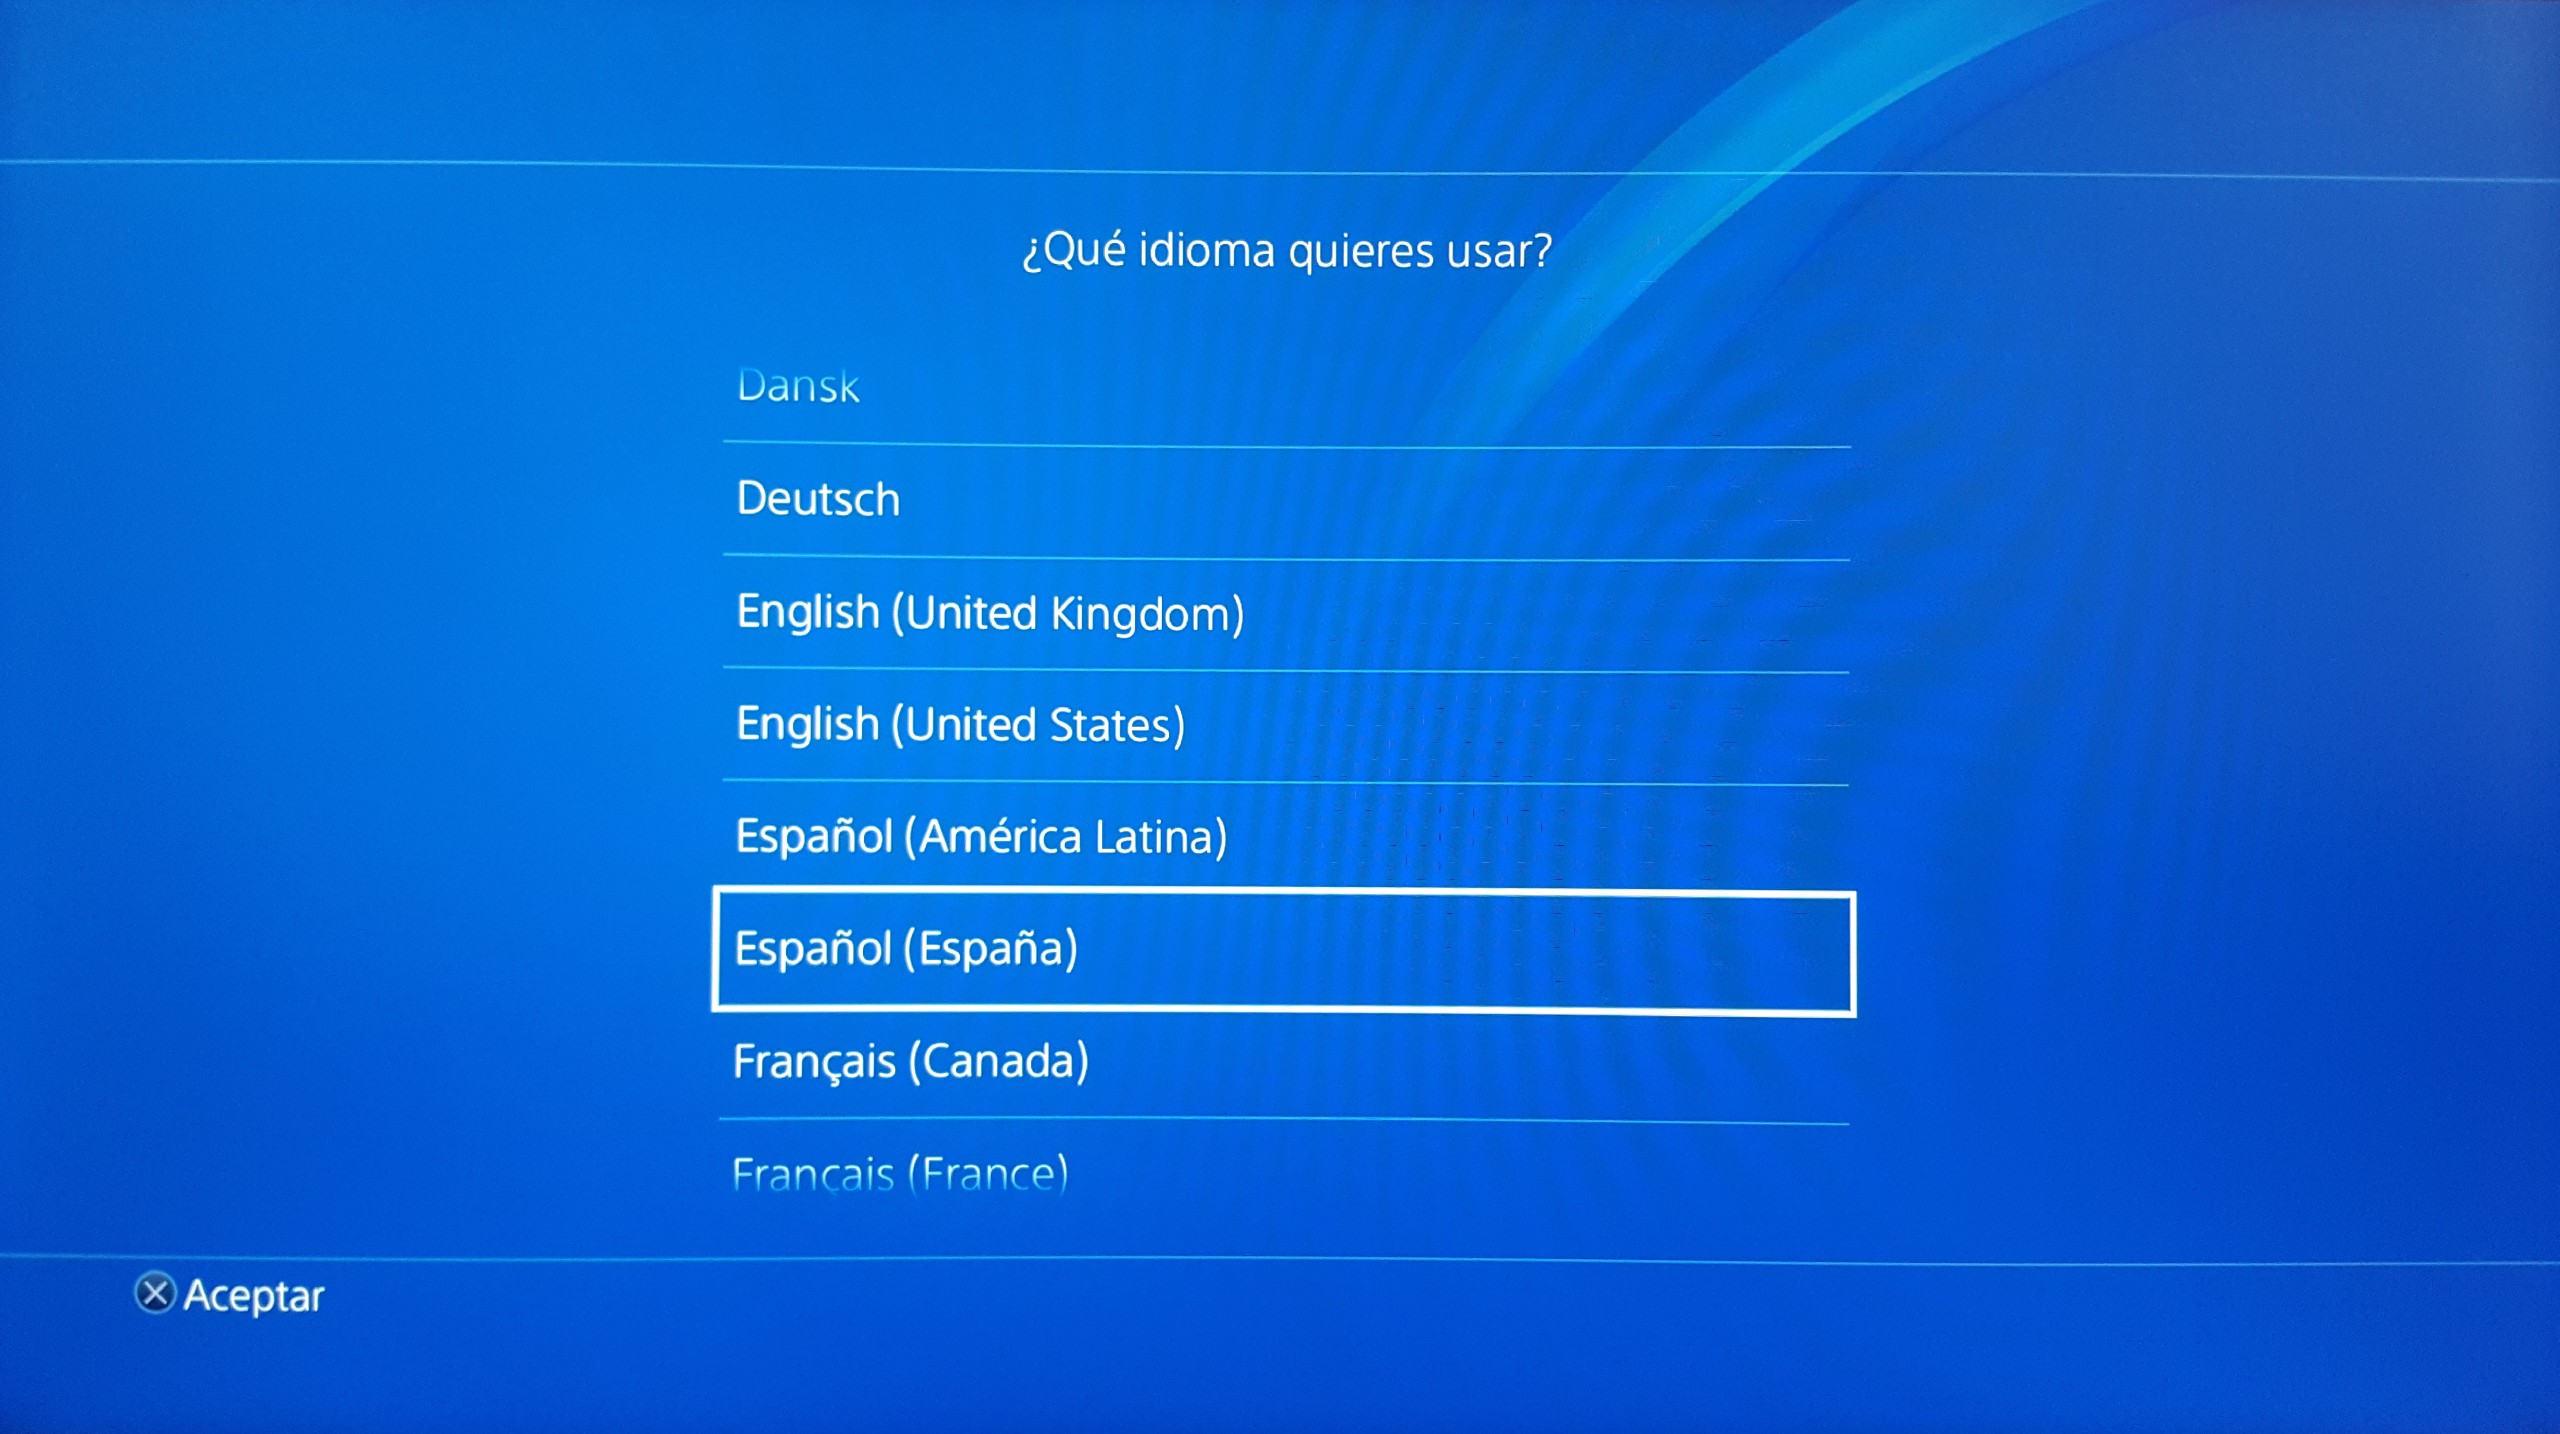 ¿Qué idioma quieres usar?
Dansk
Deutsch
English (United Kingdom)
English (United States)
Español (América Latina)
Español (España)
Français (Canada)
Français (France)
Aceptar